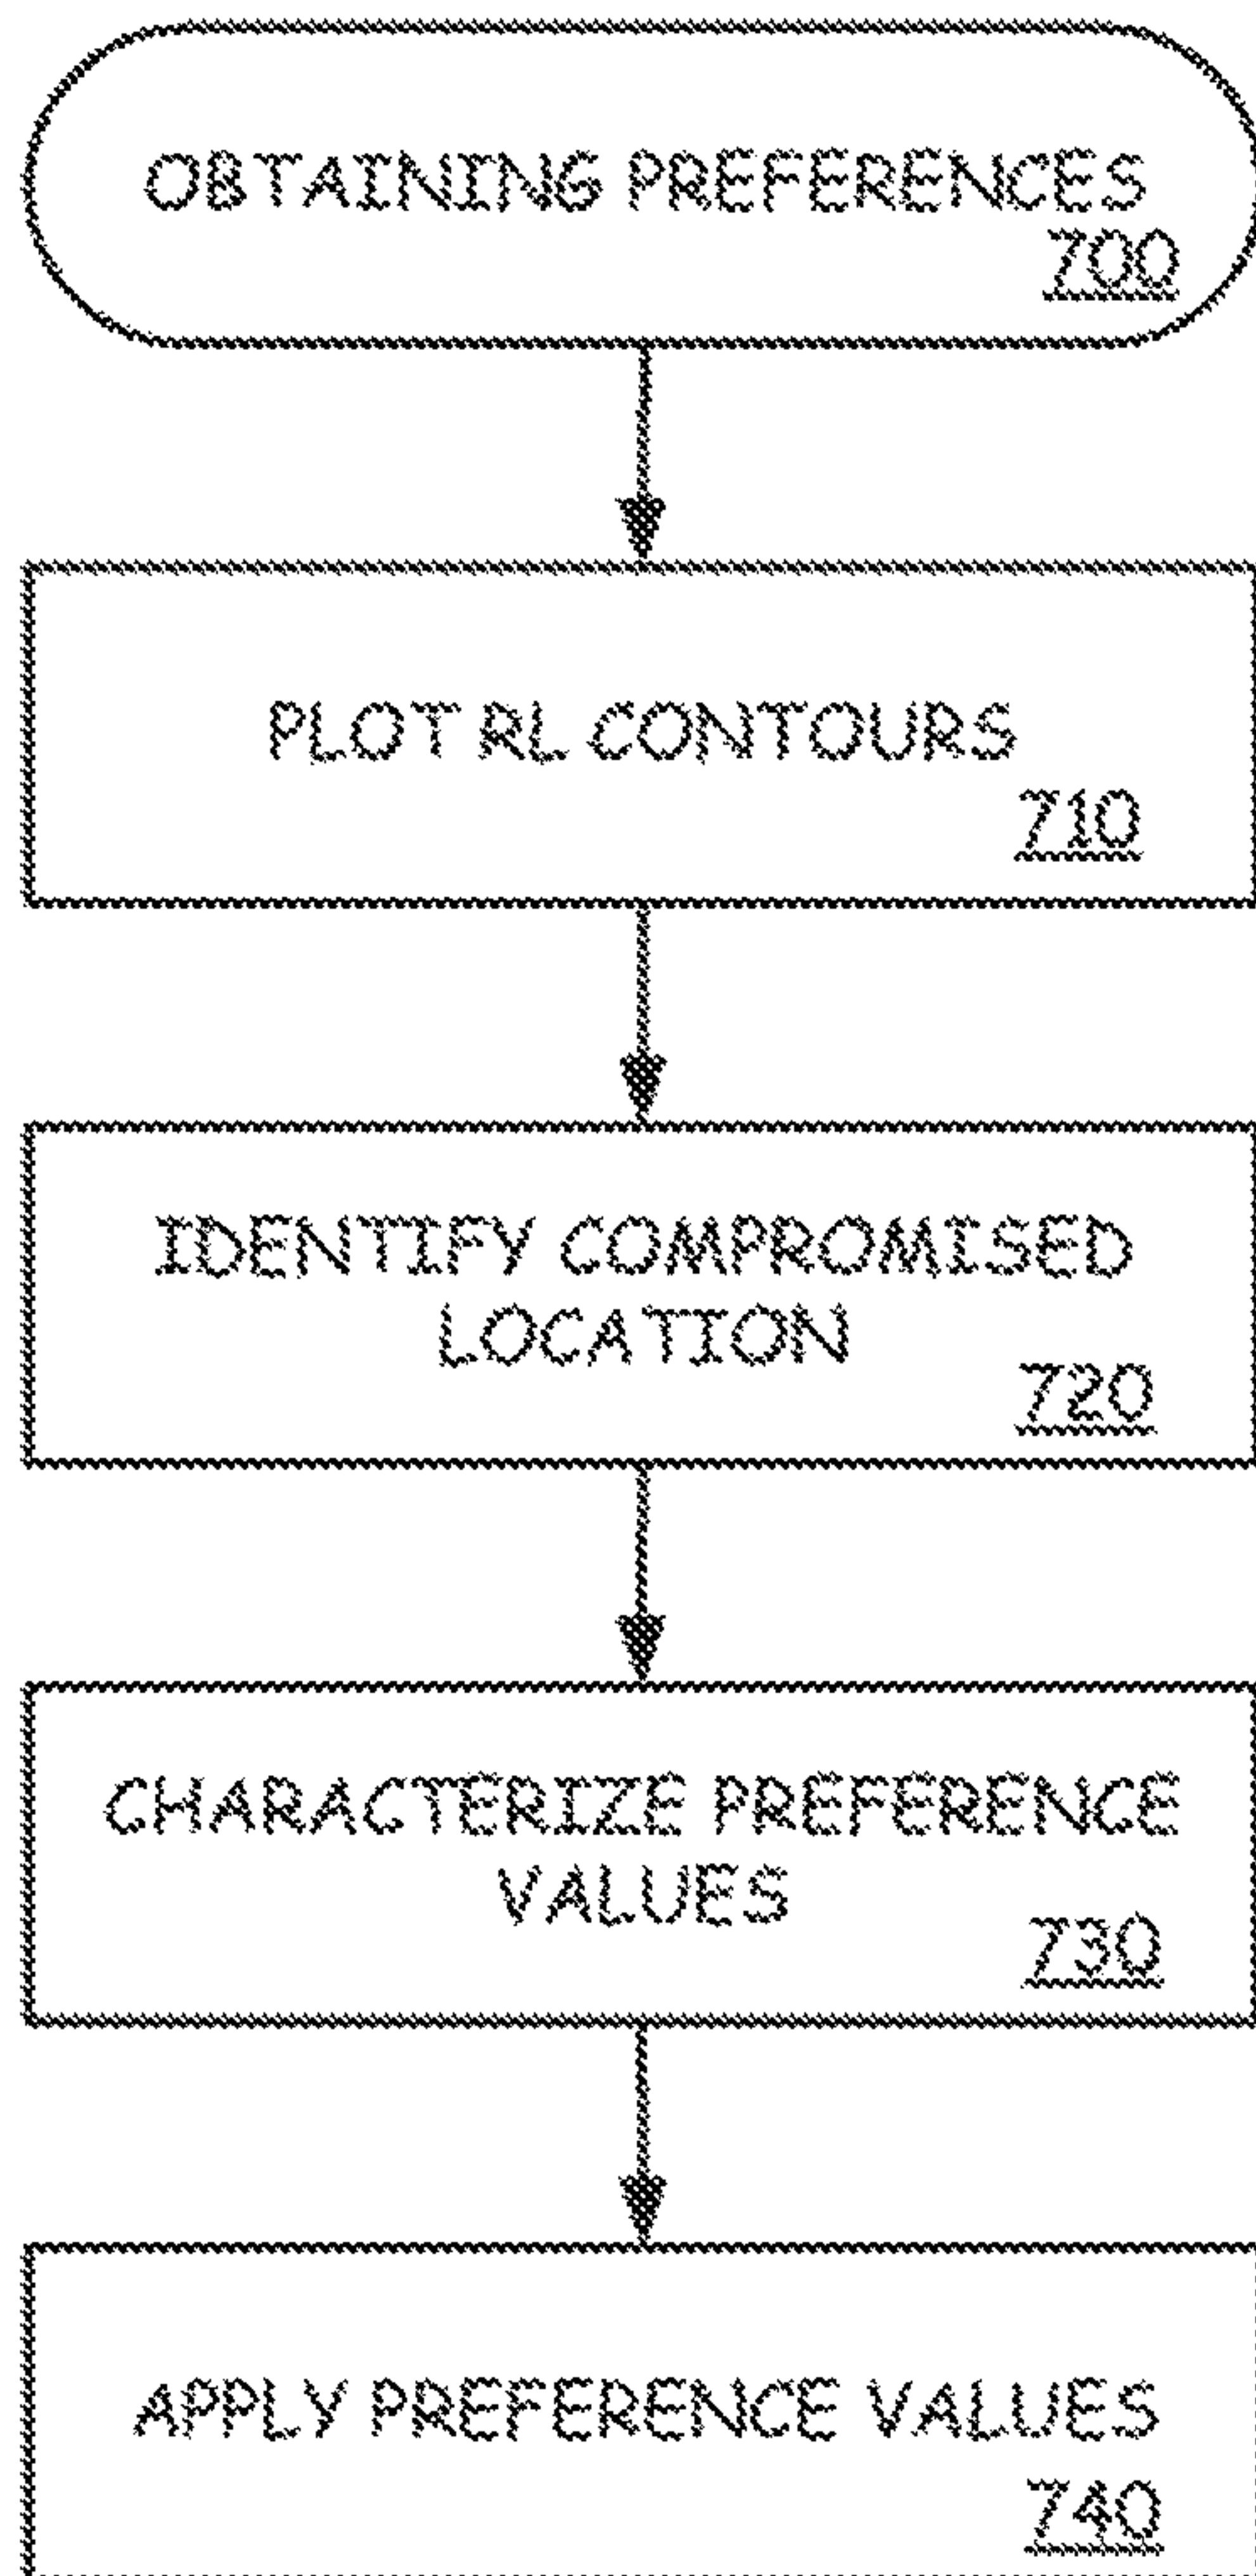 OBTAINING PREFERENCES
700
PLOT RL CONTOURS
710
IDENTIFY COMPROMISED
LOCATION
720
CHARACTERIZE PREFERENCE
VALUES
730
APPLY PREFERENCE VALUES
740